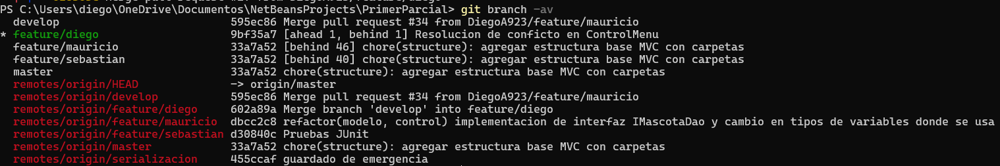 PS C:\Users\diego\OneDrive\Documentos\NetBeansProjects\PrimerParcial> git branch -av
develop 595ec86 Merge pull request #34 from DiegoA923/feature/mauricio
* feature/diego 9bf35a7 [ahead 1, behind 1] Resolucion de conficto en ControlMenu
feature/mauricio 33a7a52 [behind 46] chore(structure): agregar estructura base MVC con carpetas
feature/sebastian 33a7a52 [behind 40] chore(structure): agregar estructura base MVC con carpetas
master 33a7a52 chore(structure): agregar estructura base MVC con carpetas
remotes/origin/HEAD -> origin/master
remotes/origin/develop 595ec86 Merge pull request #34 from DiegoA923/feature/mauricio
remotes/origin/feature/diego 602a89a Merge branch 'develop' into feature/diego
remotes/origin/feature/mauricio dbcc2c8 refactor(modelo, control) implementacion de interfaz IMascotaDao y cambio en tipos de variables donde se usa
remotes/origin/feature/sebastian d30840c Pruebas JUnit
remotes/origin/master 33a7a52 chore(structure): agregar estructura base MVC con carpetas
remotes/origin/serializacion 455ccaf guardado de emergencia